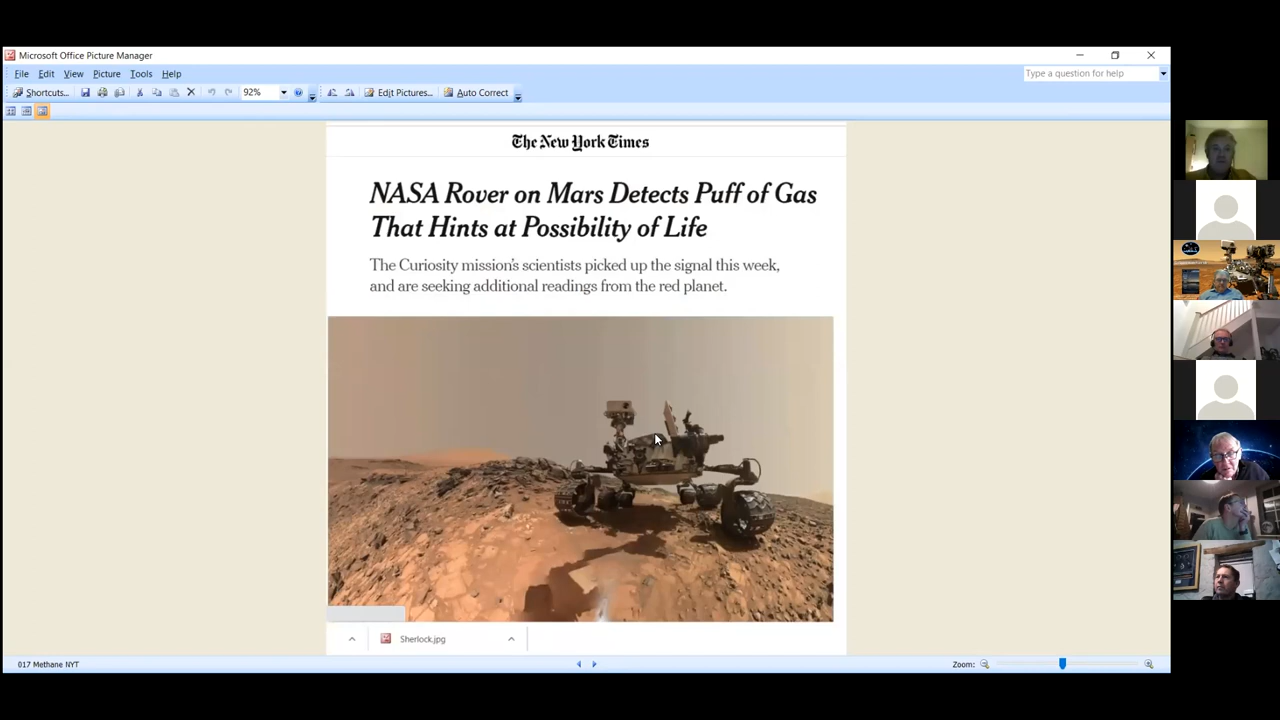 Microsoft Office Picture Manager
File Edit View Picture Tools Help
Type a question for help
Shortcuts... 92% Edit Pictures... Auto Correct
The New York Times
NASA Rover on Mars Detects Puff of Gas
That Hints at Possibility of Life
The Curiosity mission's scientists picked up the signal this week,
and are seeking additional readings from the red planet.
Sherlock.jpg
017 Methane NYT
Zoom: